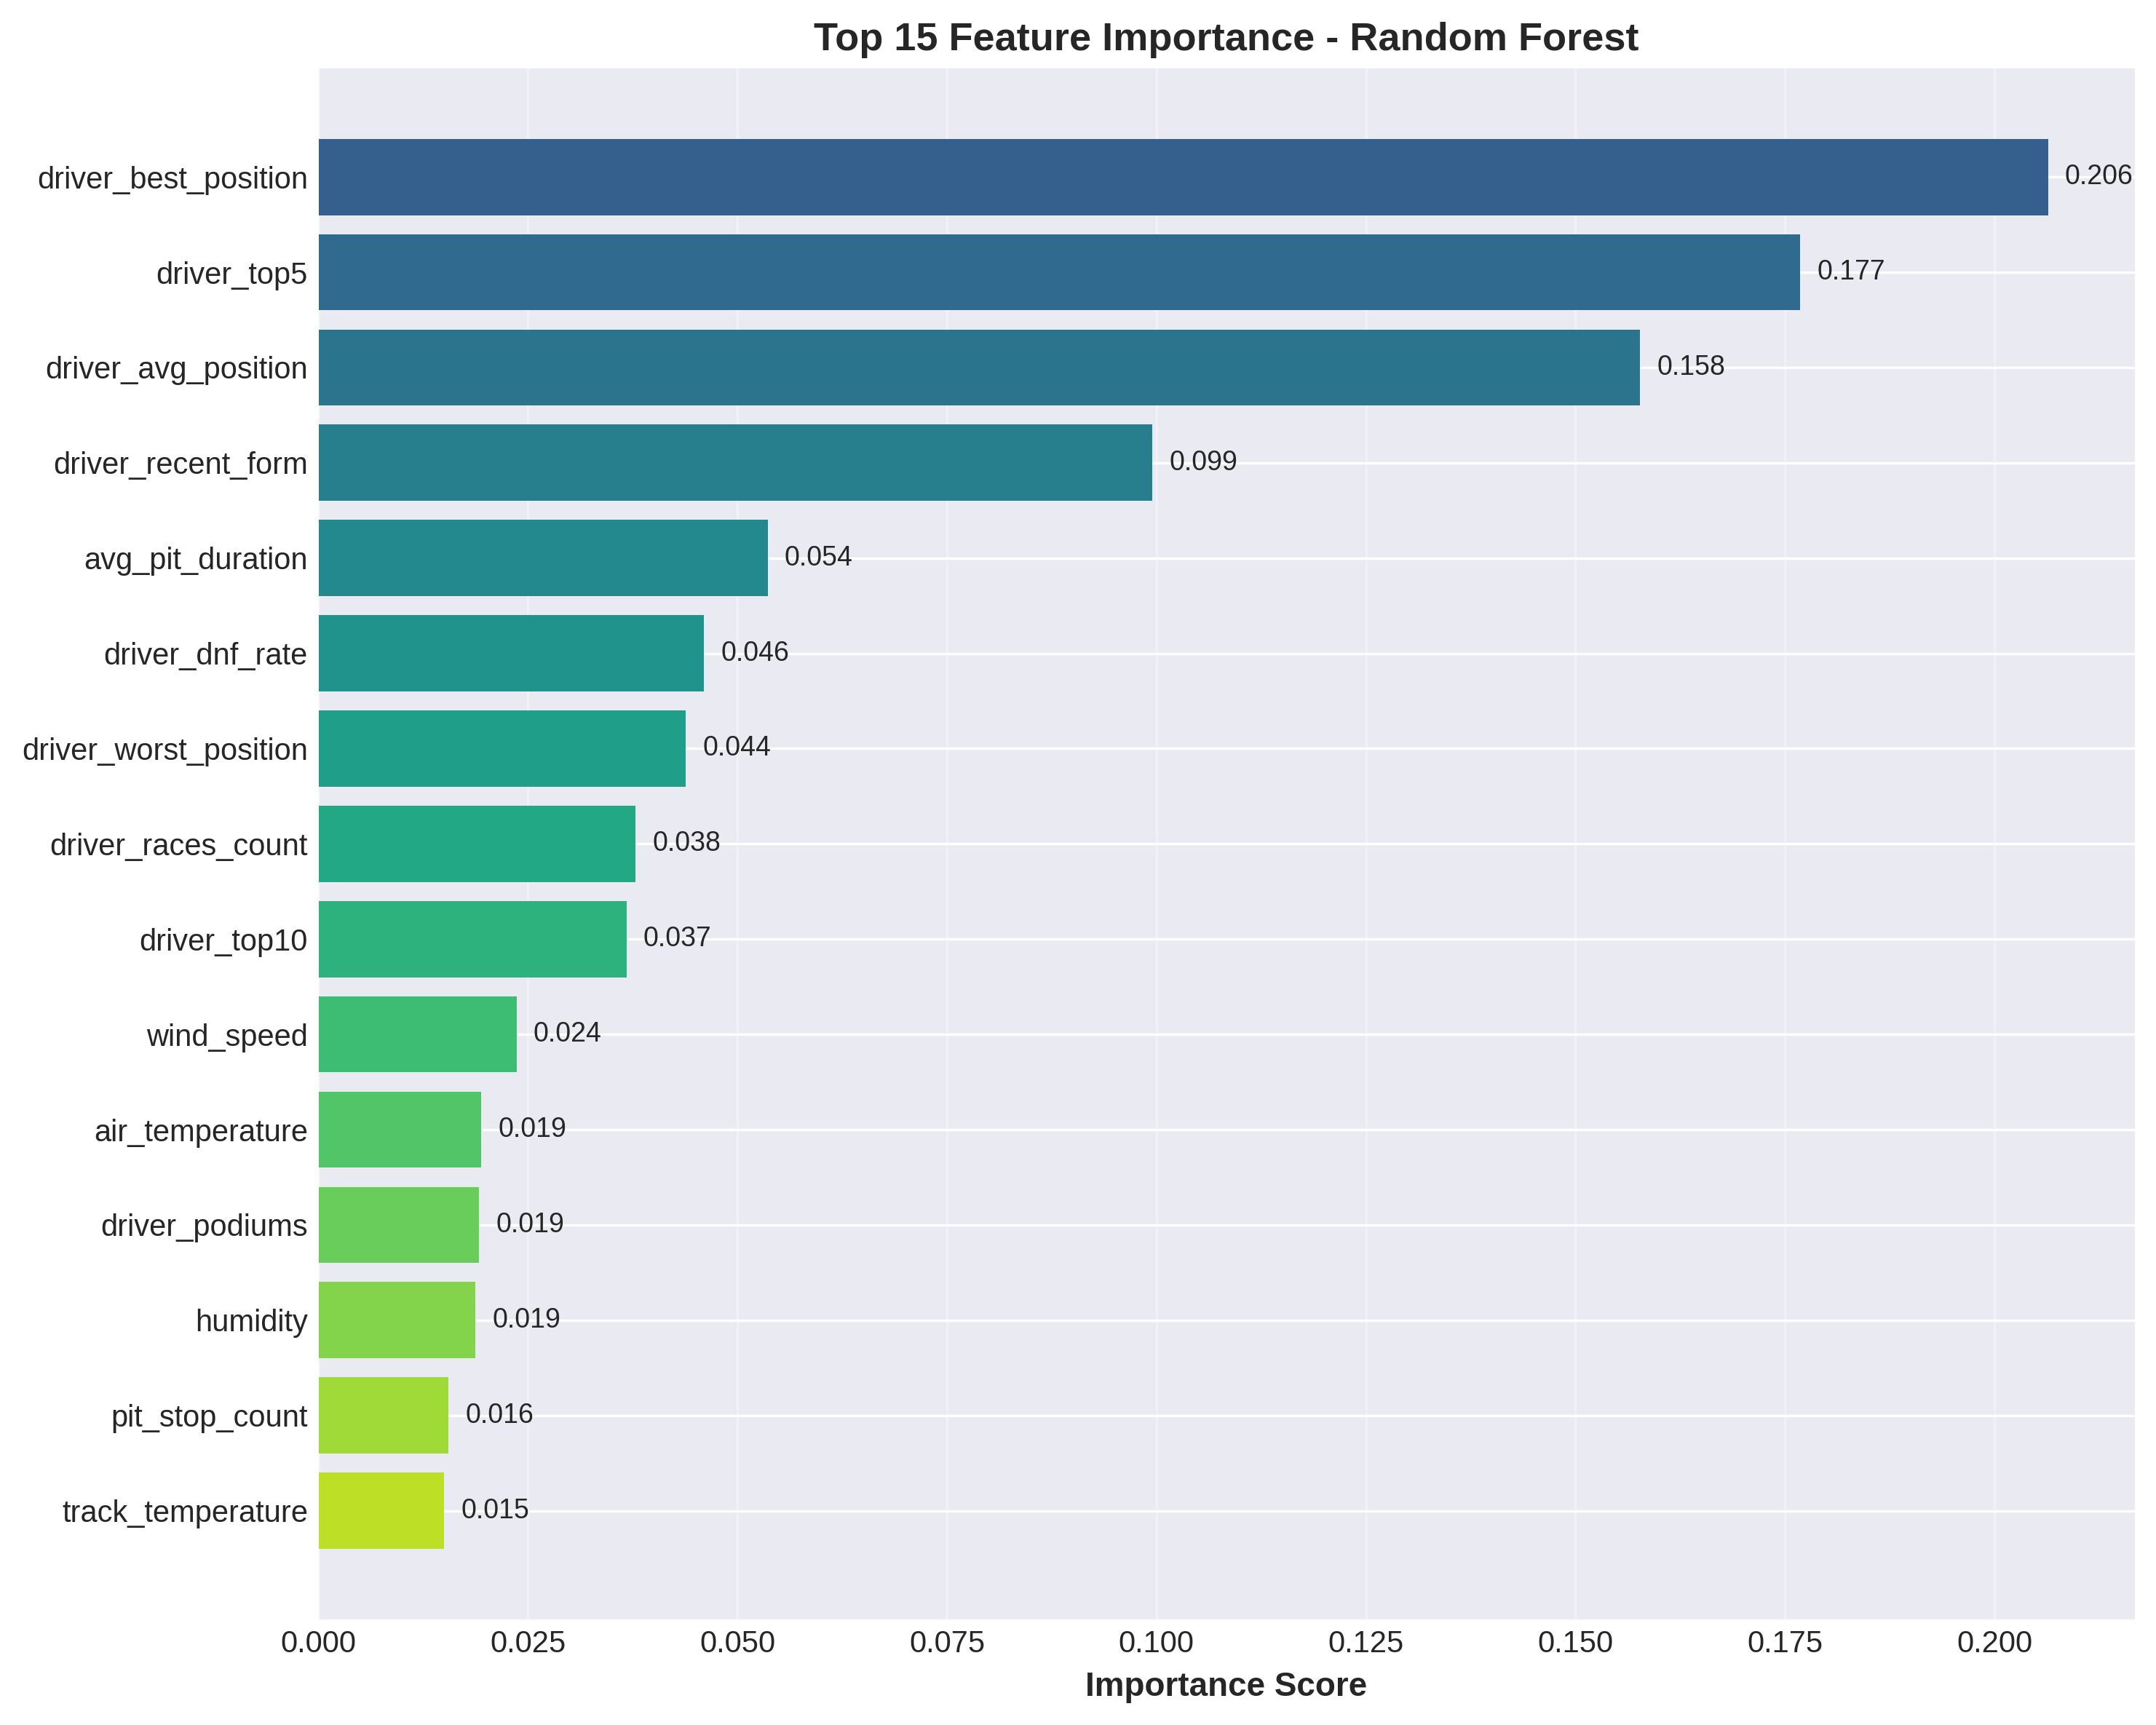 Top 15 Feature Importance - Random Forest
driver_best_position 0.206
driver_top5 0.177
driver_avg_position 0.158
driver_recent_form 0.099
avg_pit_duration 0.054
driver_dnf_rate 0.046
driver_worst_position 0.044
driver_races_count 0.038
driver_top10 0.037
wind_speed 0.024
air_temperature 0.019
driver_podiums 0.019
humidity 0.019
pit_stop_count 0.016
track_temperature 0.015
0.000 0.025 0.050 0.075 0.100 0.125 0.150 0.175 0.200
Importance Score